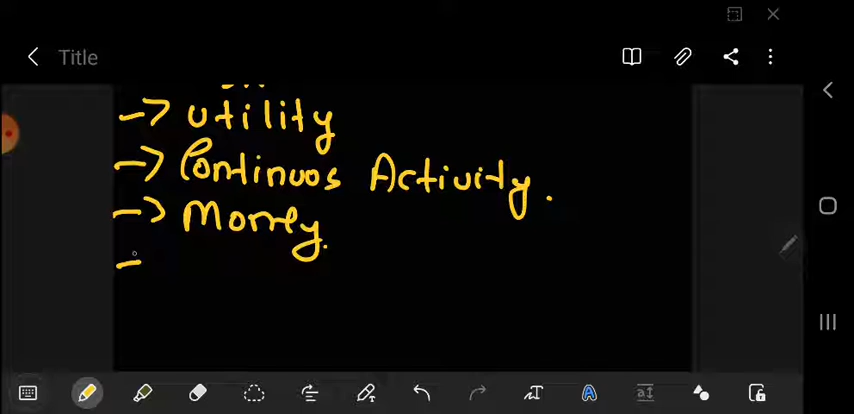 Title
-> Utility
-> Continuos Activity.
-> Money.
-